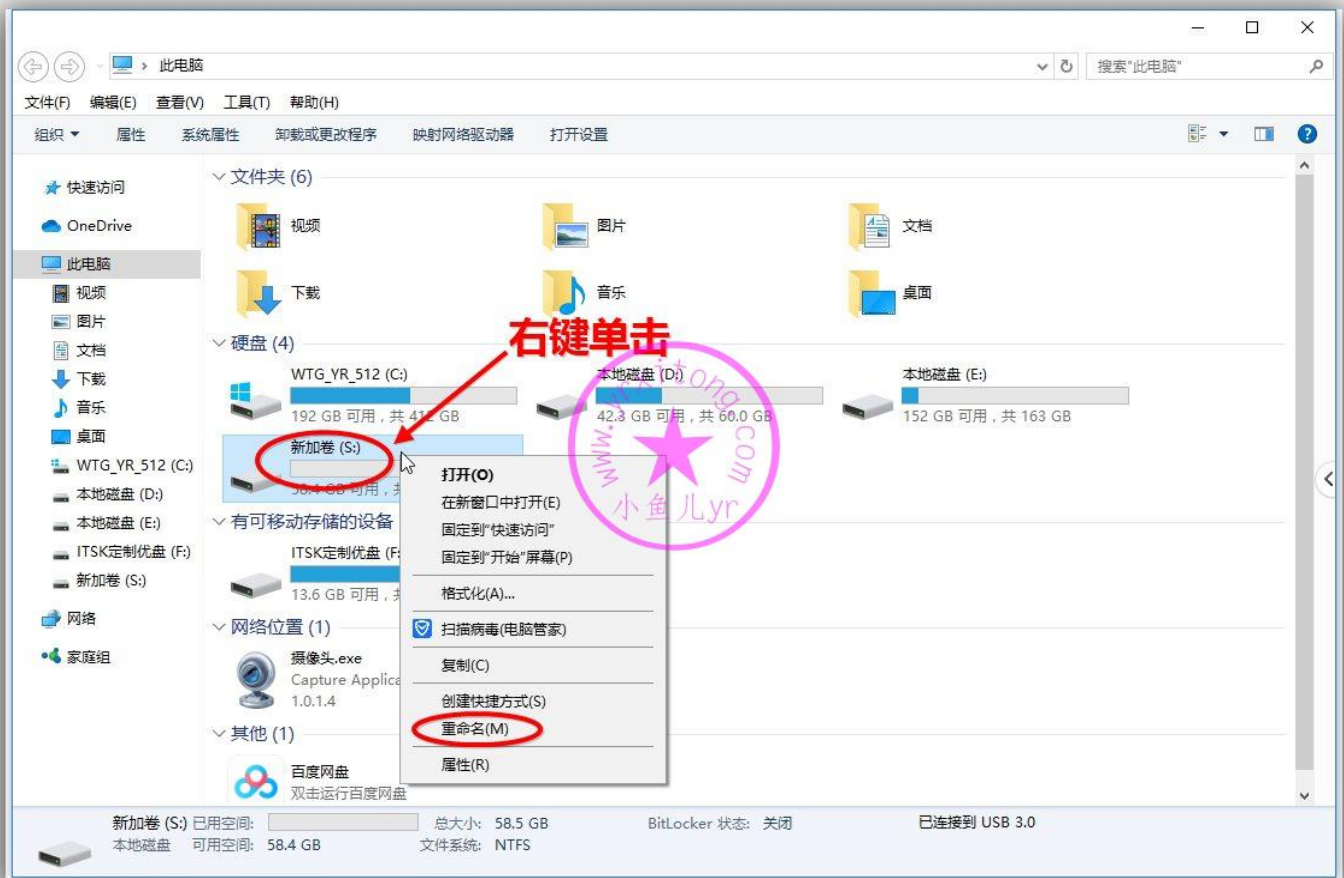 此电脑
搜索"此电脑"
文件(F) 编辑(E) 查看(V) 工具(T) 帮助(H)
组织 属性 系统属性 卸载或更改程序 映射网络驱动器 打开设置
快速访问
OneDrive
此电脑
视频
图片
文档
下载
音乐
桌面
WTG_YR_512 (C:)
本地磁盘 (D:)
本地磁盘 (E:)
ITSK定制优盘 (F:)
新加卷 (S:)
网络
家庭组
文件夹 (6)
视频 图片 文档
下载 音乐 桌面
右键单击
硬盘 (4)
WTG_YR_512 (C:) 本地磁盘 (D:) 本地磁盘 (E:)
192 GB 可用，共 412 GB 42.3 GB 可用，共 60.0 GB 152 GB 可用，共 163 GB
新加卷 (S:)
58.4 GB 可用，
有可移动存储的设备
ITSK定制优盘 (F:
13.6 GB 可用，
网络位置 (1)
摄像头.exe
Capture Applica
1.0.1.4
其他 (1)
百度网盘
双击运行百度网盘
打开(O)
在新窗口中打开(E)
固定到"快速访问"
固定到"开始"屏幕(P)
格式化(A)...
扫描病毒(电脑管家)
复制(C)
创建快捷方式(S)
重命名(M)
属性(R)
www.yrxitong.com
小鱼儿yr
新加卷 (S:) 已用空间: 总大小: 58.5 GB BitLocker 状态: 关闭 已连接到 USB 3.0
本地磁盘 可用空间: 58.4 GB 文件系统: NTFS